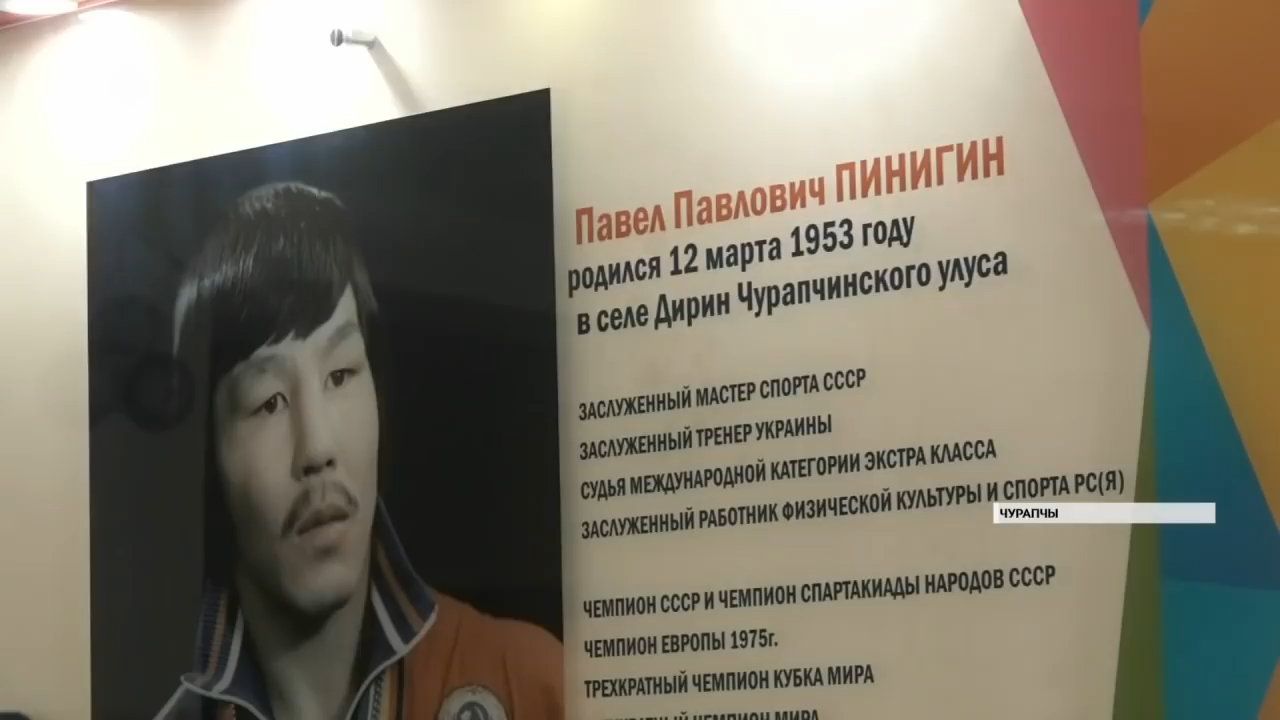 Павел Павлович ПИНИГИН
родился 12 марта 1953 году
в селе Дирин Чурапчинского улуса
ЗАСЛУЖЕННЫЙ МАСТЕР СПОРТА СССР
ЗАСЛУЖЕННЫЙ ТРЕНЕР УКРАИНЫ
СУДЬЯ МЕЖДУНАРОДНОЙ КАТЕГОРИИ ЭКСТРА КЛАССА
ЗАСЛУЖЕННЫЙ РАБОТНИК ФИЗИЧЕСКОЙ КУЛЬТУРЫ И СПОРТА РС(Я)
ЧУРАПЧЫ
ЧЕМПИОН СССР И ЧЕМПИОН СПАРТАКИАДЫ НАРОДОВ СССР
ЧЕМПИОН ЕВРОПЫ 1975г.
ТРЕХКРАТНЫЙ ЧЕМПИОН КУБКА МИРА
ЧЕМПИОН МИРА